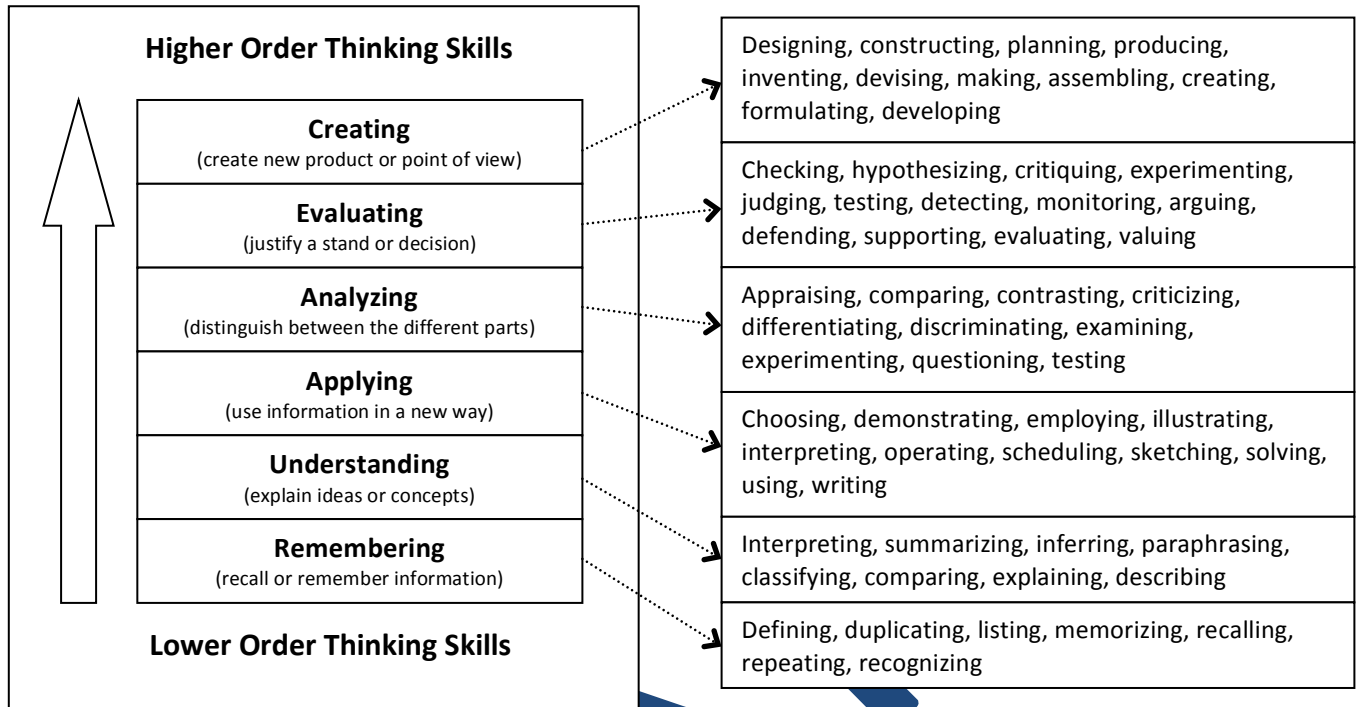 Higher Order Thinking Skills
Creating
(create new product or point of view)
Evaluating
(justify a stand or decision)
Analyzing
(distinguish between the different parts)
Applying
(use information in a new way)
Understanding
(explain ideas or concepts)
Remembering
(recall or remember information)
Lower Order Thinking Skills
Designing, constructing, planning, producing,
inventing, devising, making, assembling, creating,
formulating, developing
Checking, hypothesizing, critiquing, experimenting,
judging, testing, detecting, monitoring, arguing,
defending, supporting, evaluating, valuing
Appraising, comparing, contrasting, criticizing,
differentiating, discriminating, examining,
experimenting, questioning, testing
Choosing, demonstrating, employing, illustrating,
interpreting, operating, scheduling, sketching, solving,
using, writing
Interpreting, summarizing, inferring, paraphrasing,
classifying, comparing, explaining, describing
Defining, duplicating, listing, memorizing, recalling,
repeating, recognizing